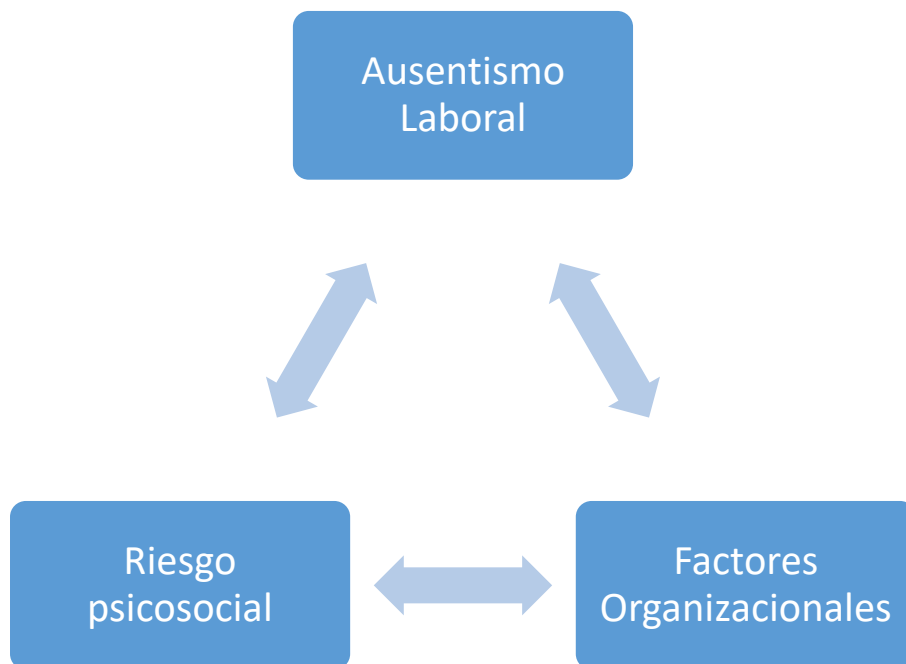 Ausentismo
Laboral
Riesgo
psicosocial
Factores
Organizacionales